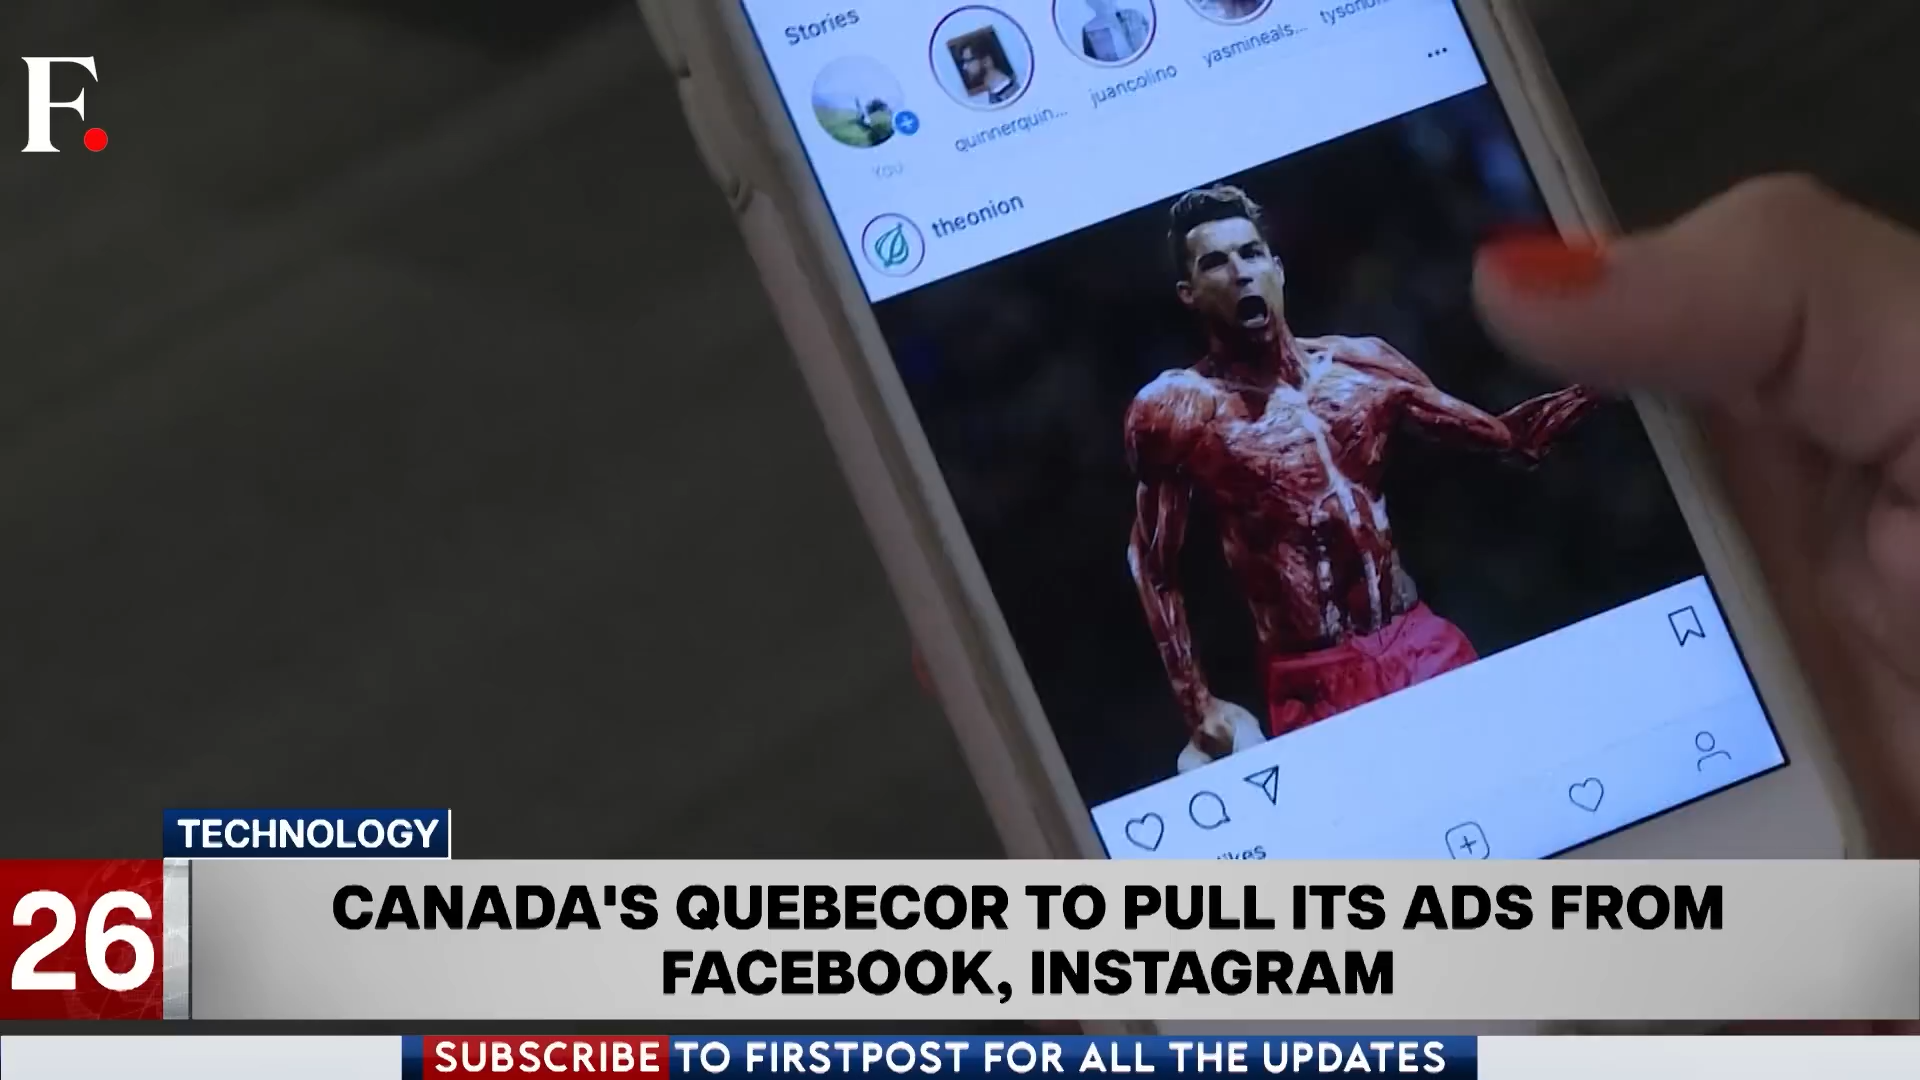 Stories
F.
You
quinnerquin...
juancolino
yasmineals...
theonion
TECHNOLOGY
26
CANADA'S QUEBECOR TO PULL ITS ADS FROM
FACEBOOK, INSTAGRAM
SUBSCRIBE TO FIRSTPOST FOR ALL THE UPDATES